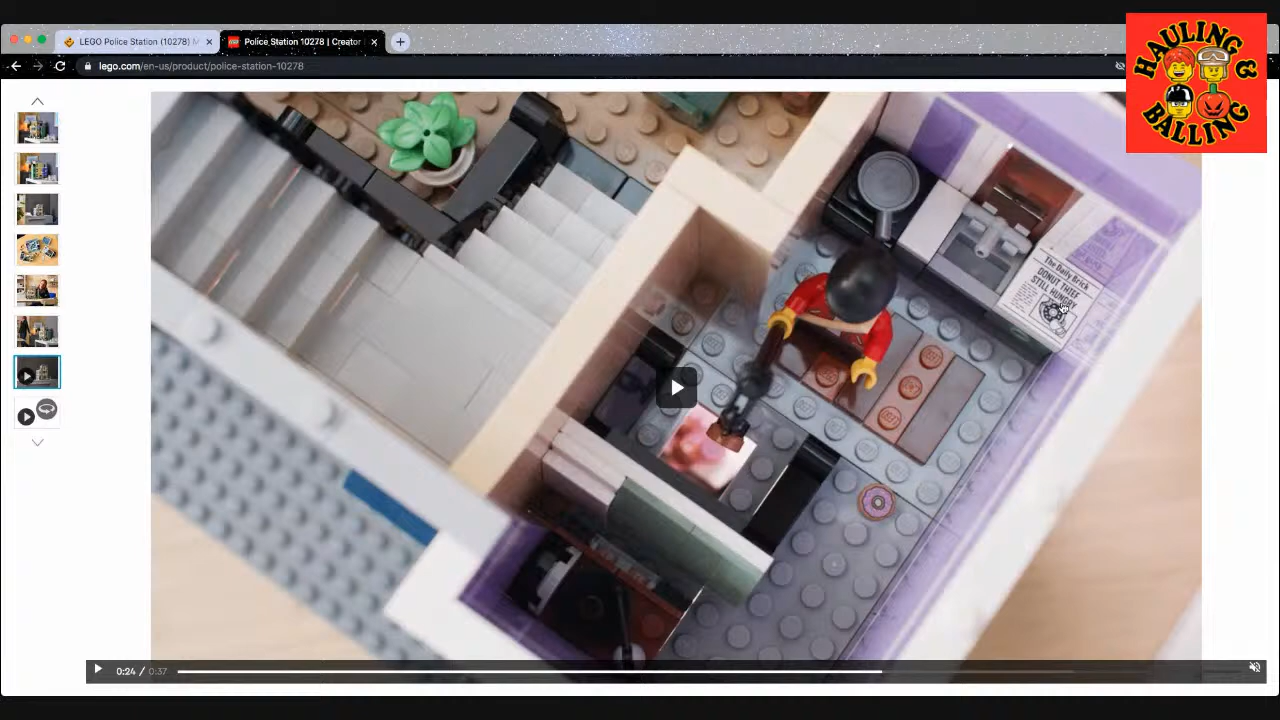 LEGO Police Station (10278) M
Police Station 10278 | Creator
lego.com/en-us/product/police-station-10278
HAULING &
BALLING
The Daily Brick
DONUT THIEF
STILL HUNGRY
0:24 / 0:37